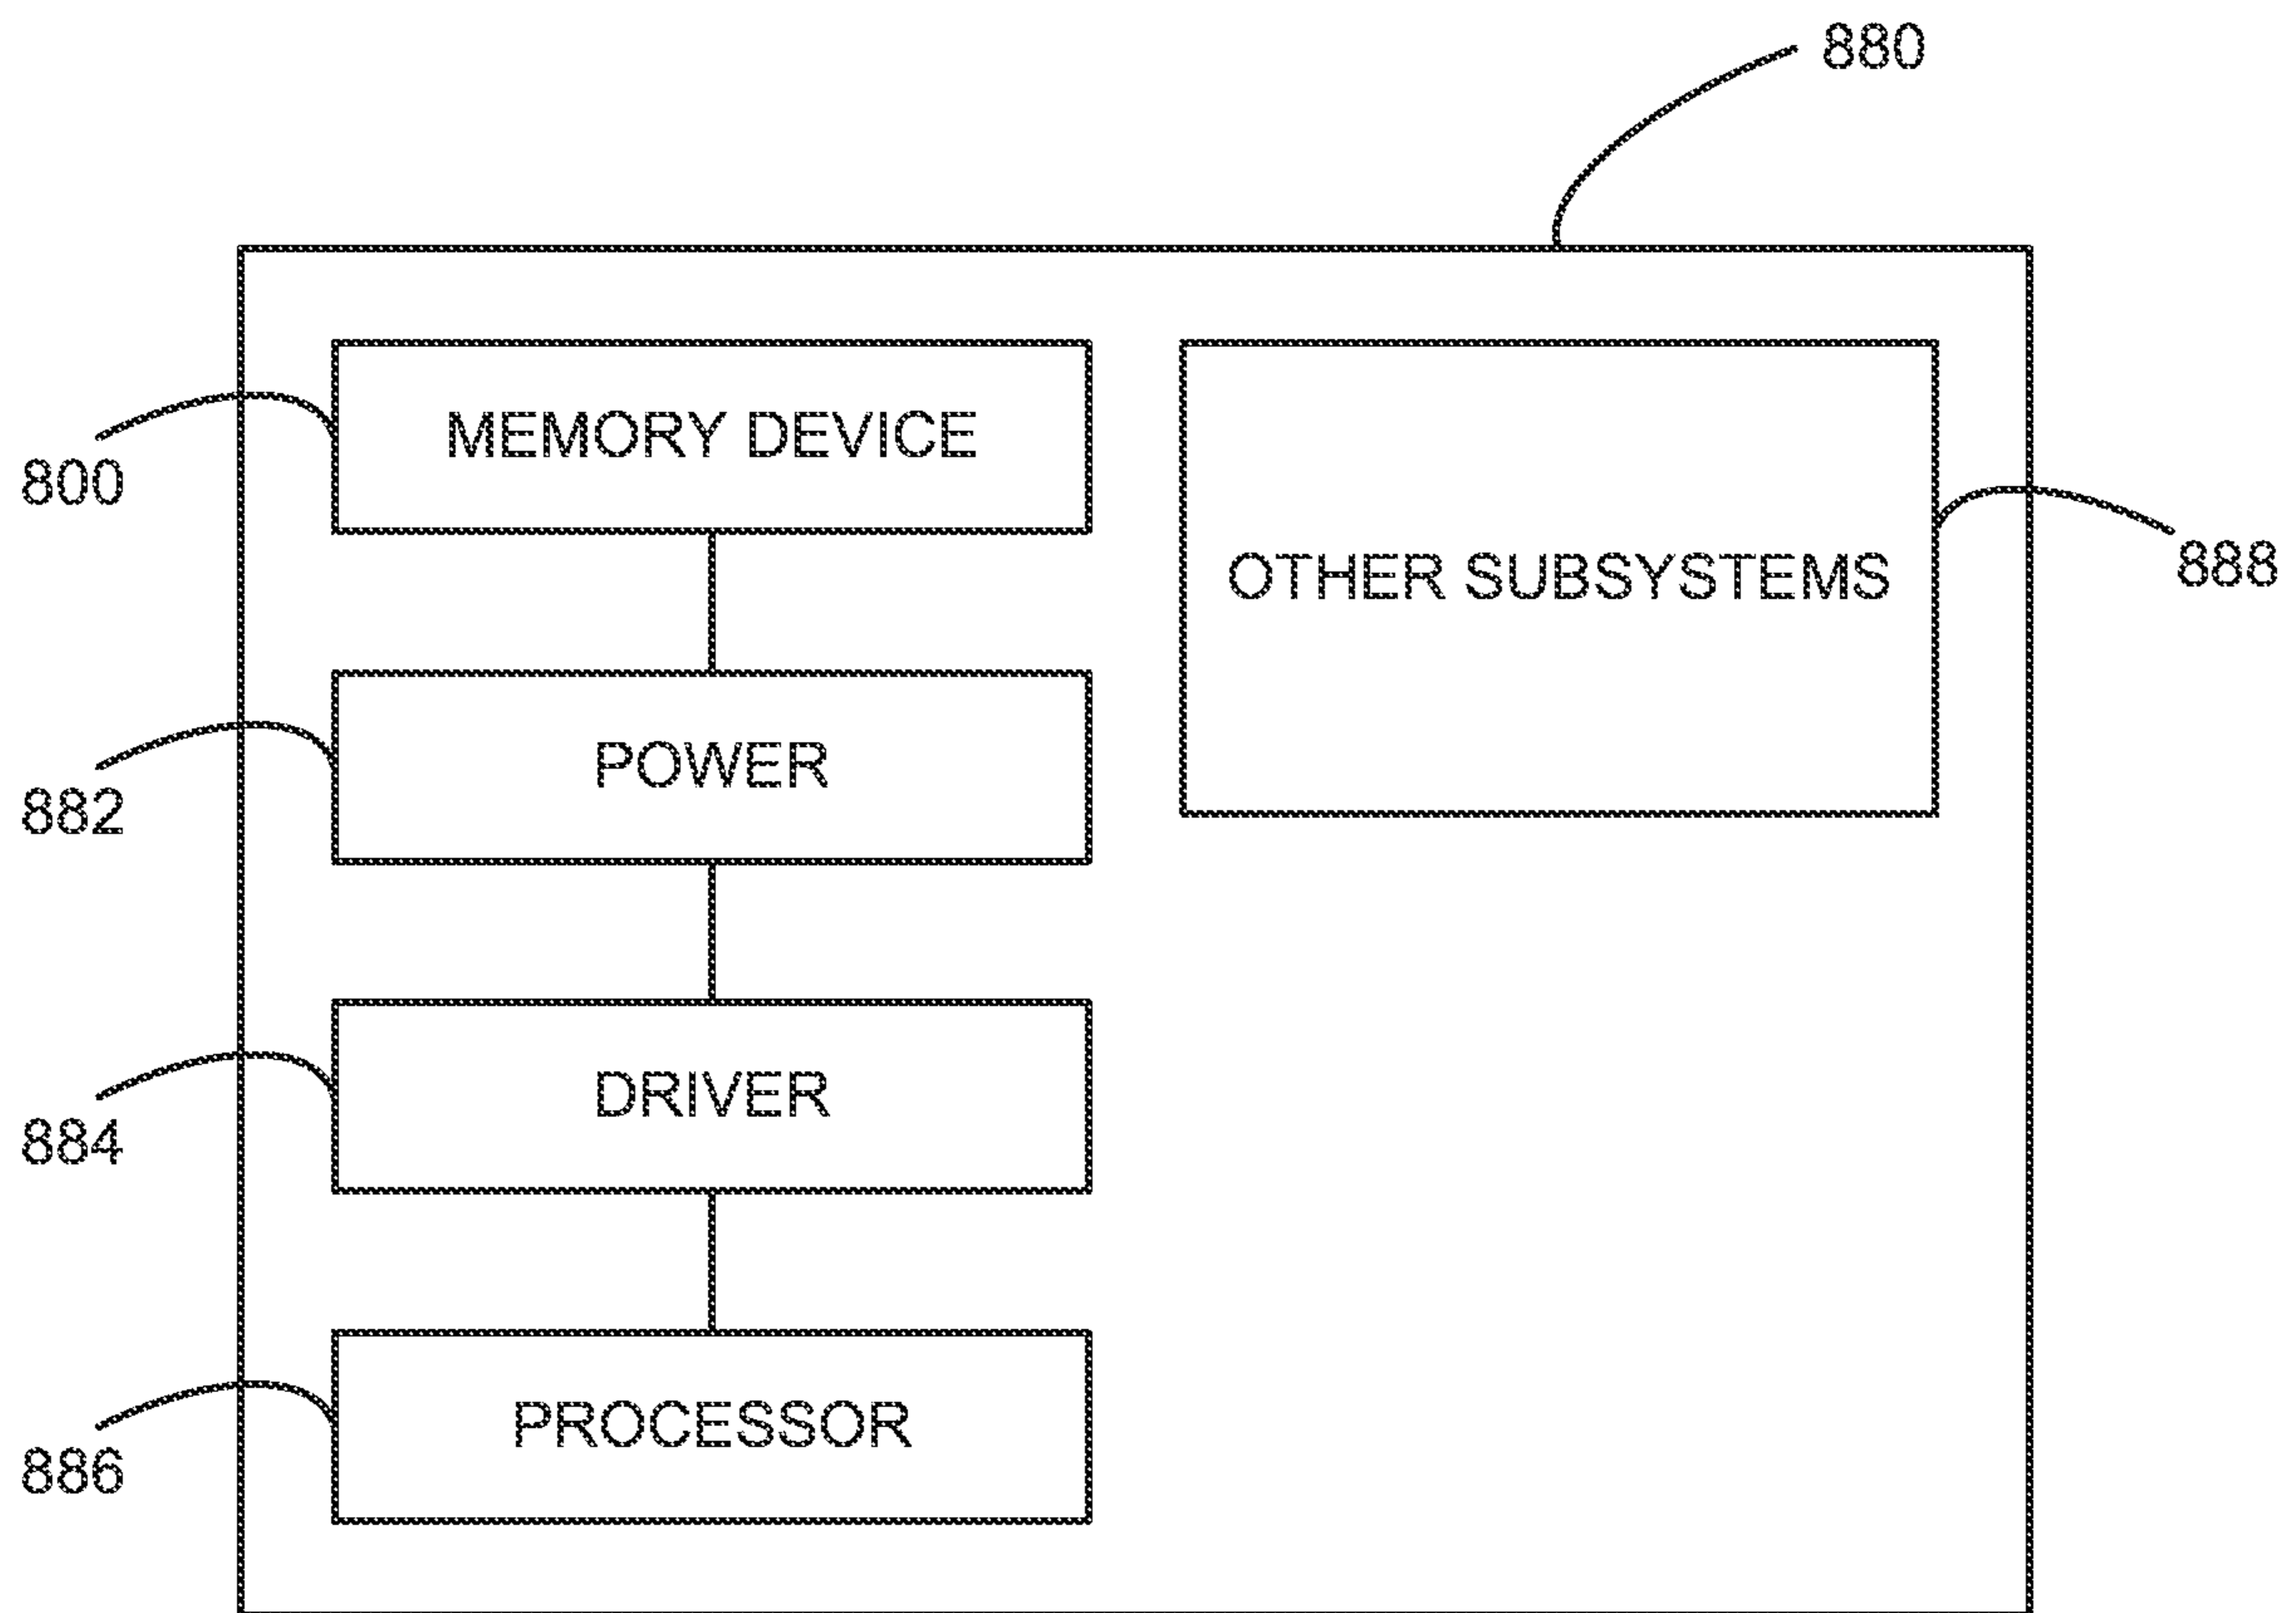 880
MEMORY DEVICE
800
OTHER SUBSYSTEMS
888
POWER
882
DRIVER
884
PROCESSOR
886